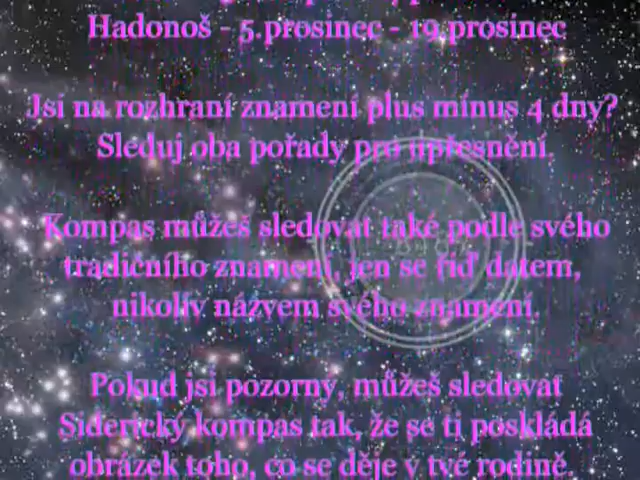 Hadonoš - 5.prosinec - 19.prosinec
Jsi na rozhraní znamení plus mínus 4 dny?
Sleduj oba pořady pro upřesnění.
Kompas můžeš sledovat také podle svého
tradičního znamení, jen se řiď datem,
nikoliv názvem svého znamení.
Pokud jsi pozorny, můžeš sledovat
Siderický kompas tak, že se ti poskládá
obrázek toho, co se děje v tvé rodině.